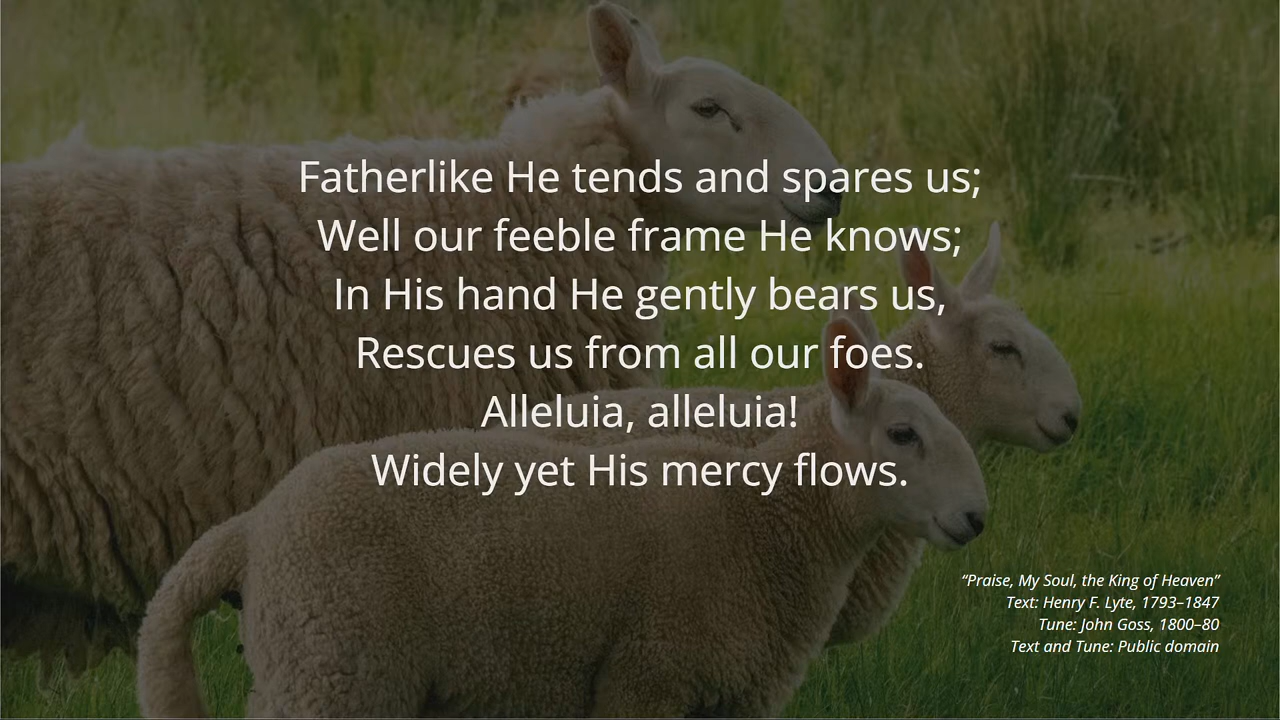 Fatherlike He tends and spares us;
Well our feeble frame He knows;
In His hand He gently bears us,
Rescues us from all our foes.
Alleluia, alleluia!
Widely yet His mercy flows.
“Praise, My Soul, the King of Heaven”
Text: Henry F. Lyte, 1793–1847
Tune: John Goss, 1800–80
Text and Tune: Public domain